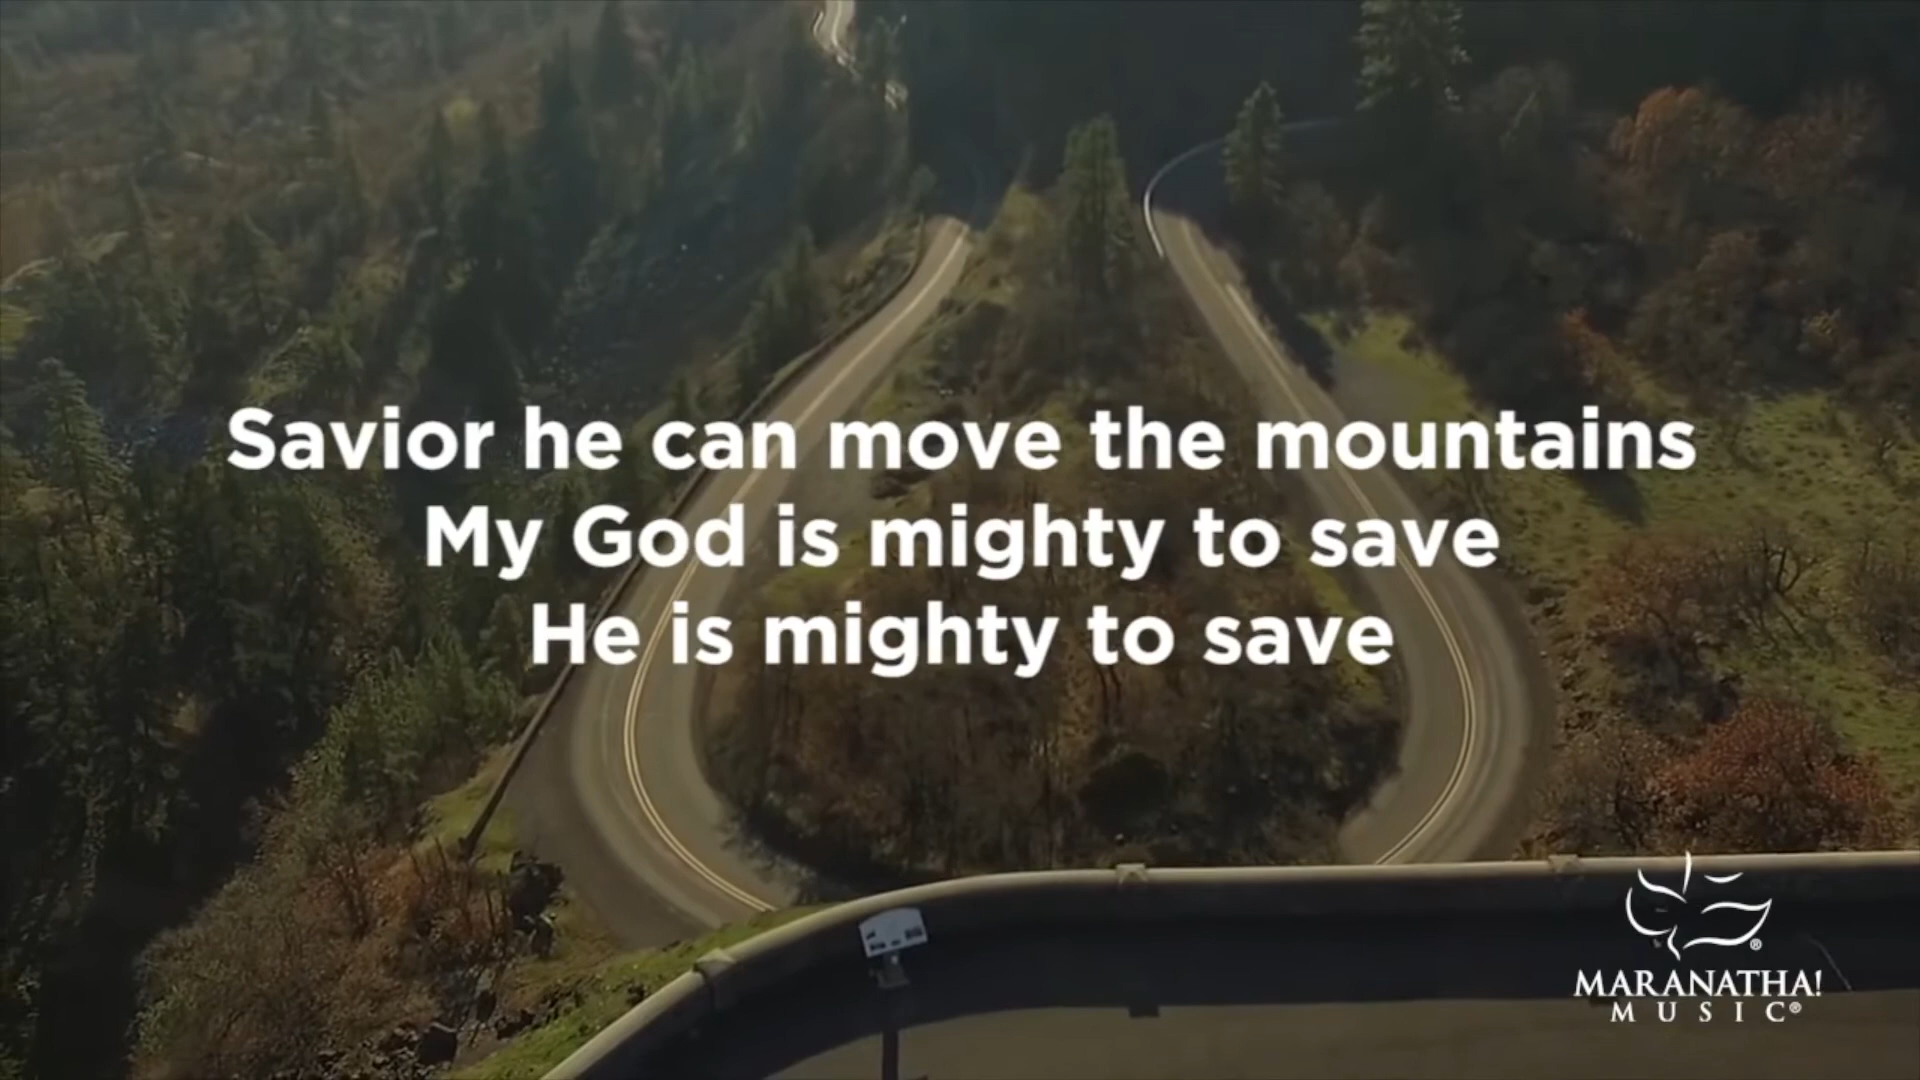 Savior he can move the mountains
My God is mighty to save
He is mighty to save
MARANATHA!
MUSIC®